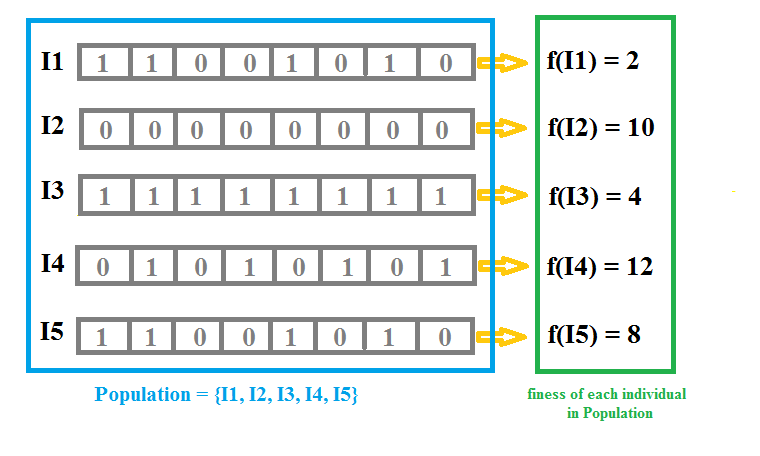 I1 1 1 0 0 1 0 1 0 f(I1) = 2
I2 0 0 0 0 0 0 0 0 f(I2) = 10
I3 1 1 1 1 1 1 1 1 f(I3) = 4
I4 0 1 0 1 0 1 0 1 f(I4) = 12
I5 1 1 0 0 1 0 1 0 f(I5) = 8
Population = {I1, I2, I3, I4, I5}
finess of each individual
in Population